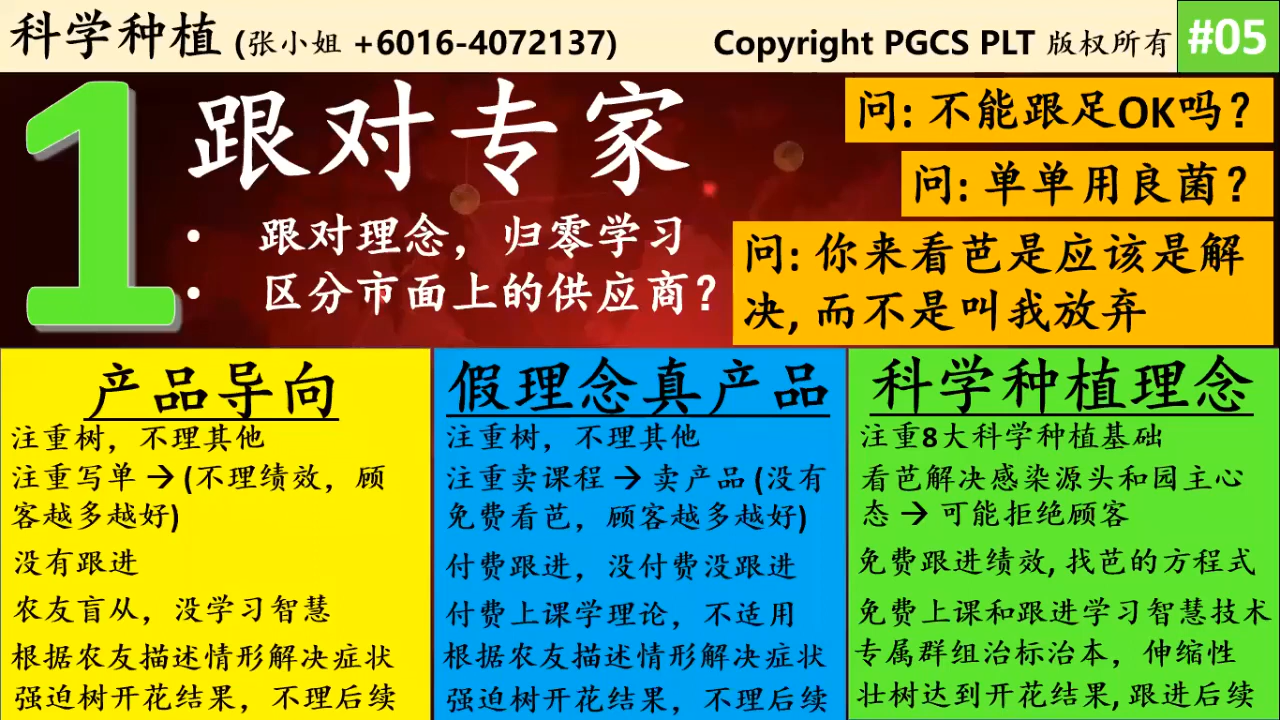 科学种植 (张小姐 +6016-4072137)
Copyright PGCS PLT 版权所有
#05
1
跟对专家
• 跟对理念，归零学习
• 区分市面上的供应商？
问: 不能跟足OK吗？
问: 单单用良菌？
问: 你来看芭是应该是解
决, 而不是叫我放弃
产品导向
注重树，不理其他
注重写单 → (不理绩效，顾
客越多越好)
没有跟进
农友盲从，没学习智慧
根据农友描述情形解决症状
强迫树开花结果，不理后续
假理念真产品
注重树，不理其他
注重卖课程 → 卖产品 (没有
免费看芭，顾客越多越好)
付费跟进，没付费没跟进
付费上课学理论，不适用
根据农友描述情形解决症状
强迫树开花结果，不理后续
科学种植理念
注重8大科学种植基础
看芭解决感染源头和园主心
态 → 可能拒绝顾客
免费跟进绩效, 找芭的方程式
免费上课和跟进学习智慧技术
专属群组治标治本，伸缩性
壮树达到开花结果, 跟进后续